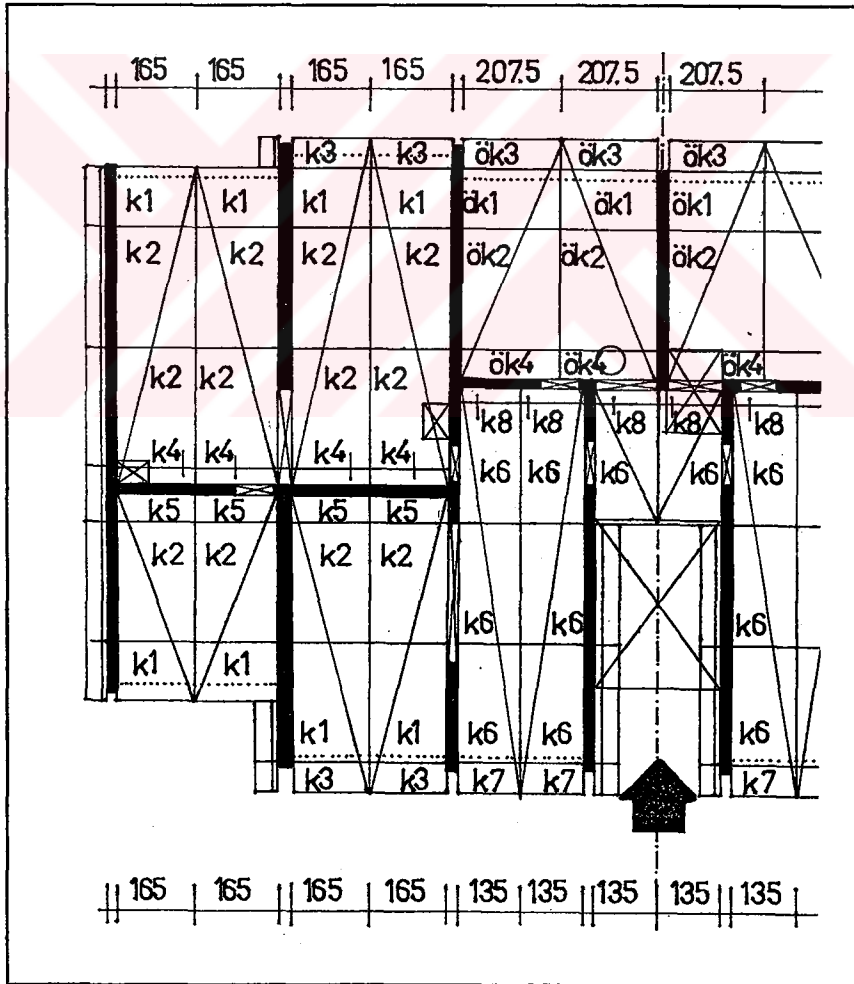 165 165 165 165 207.5 207.5 207.5
k3 k3 ök3 ök3 ök3
k1 k1 k1 k1 ök1 ök1 ök1
k2 k2 k2 k2 ök2 ök2 ök2
k2 k2 k2 k2 ök4 ök4 ök4
k4 k4 k4 k4 k8 k8 k8 k8
k6 k6 k6 k6
k5 k5 k5 k5
k2 k2 k2 k2
k6 k6 k6
k1 k1
k1 k1 k6 k6 k6
k3 k3 k7 k7 k7
165 165 165 165 135 135 135 135 135